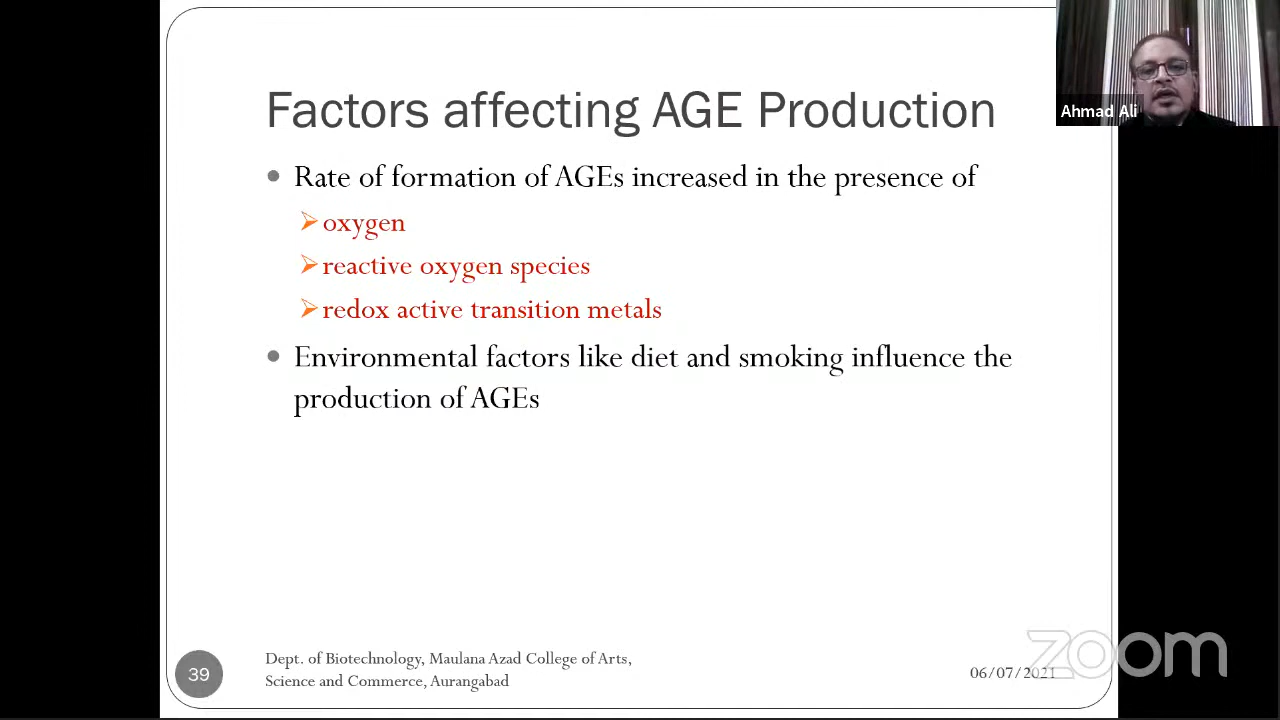 Factors affecting AGE Production
Ahmad Ali
Rate of formation of AGEs increased in the presence of
oxygen
reactive oxygen species
redox active transition metals
Environmental factors like diet and smoking influence the
production of AGEs
39
Dept. of Biotechnology, Maulana Azad College of Arts,
Science and Commerce, Aurangabad
06/07/2021
zoom